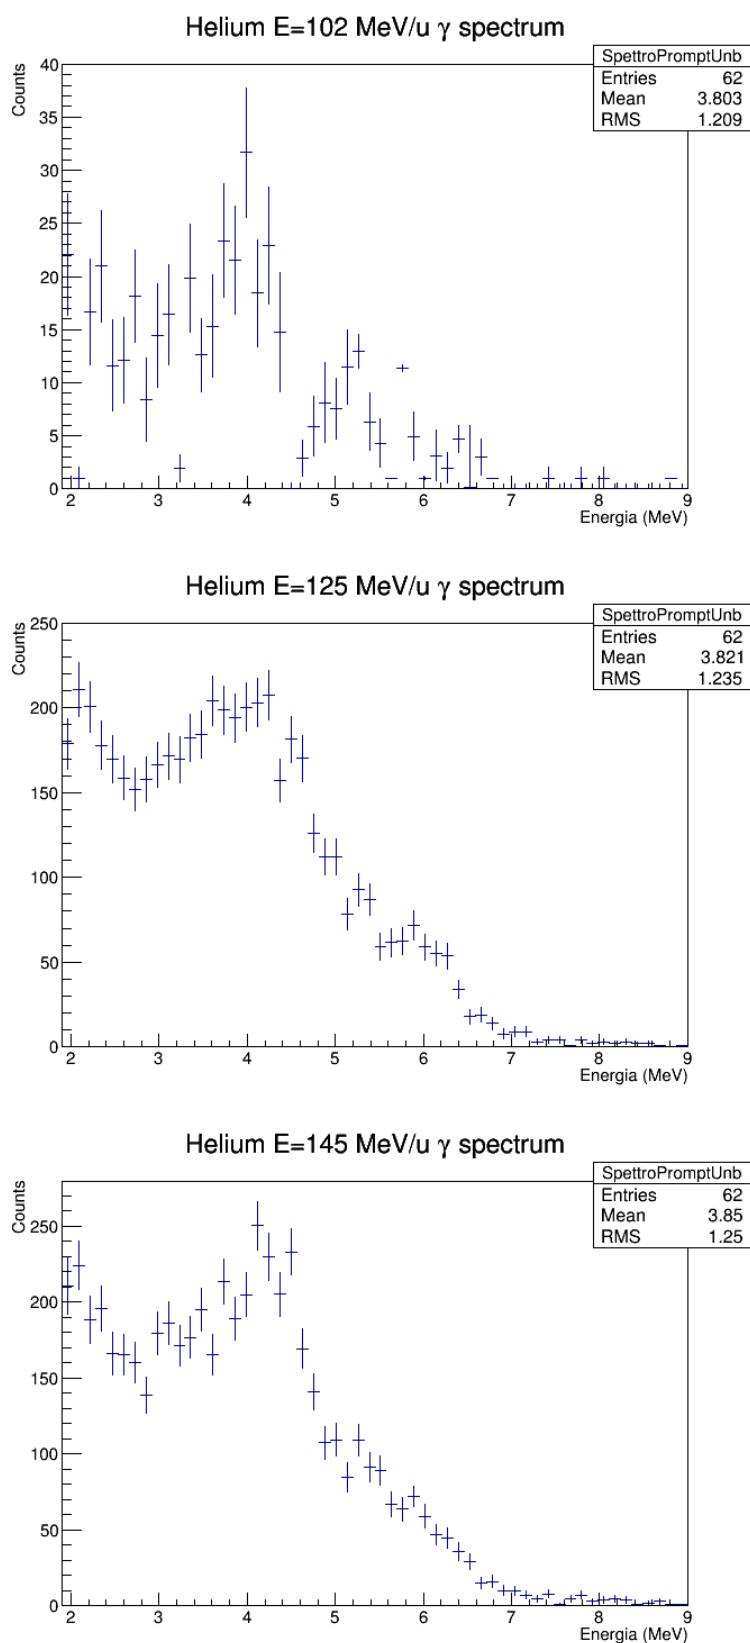 Helium E=102 MeV/u γ spectrum
SpettroPromptUnb
Entries 62
Mean 3.803
RMS 1.209
Counts
40
35
30
25
20
15
10
5
0
2 3 4 5 6 7 8 9
Energia (MeV)
Helium E=125 MeV/u γ spectrum
SpettroPromptUnb
Entries 62
Mean 3.821
RMS 1.235
Counts
250
200
150
100
50
0
2 3 4 5 6 7 8 9
Energia (MeV)
Helium E=145 MeV/u γ spectrum
SpettroPromptUnb
Entries 62
Mean 3.85
RMS 1.25
Counts
250
200
150
100
50
0
2 3 4 5 6 7 8 9
Energia (MeV)